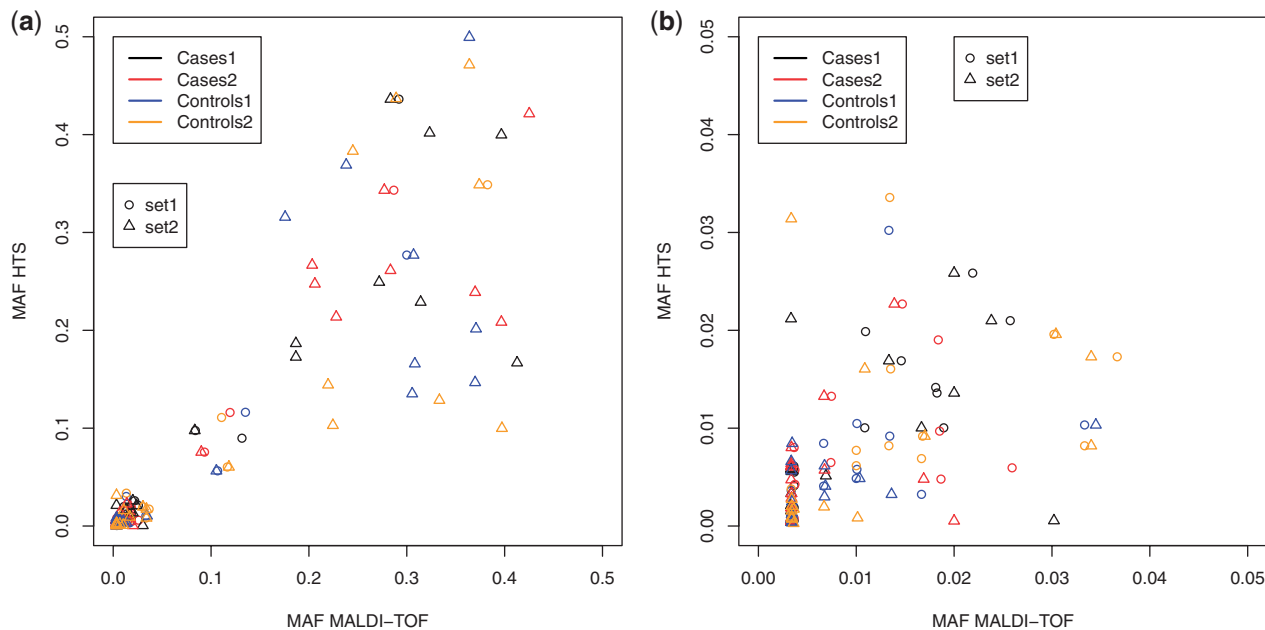 (a)
Cases1
Cases2
Controls1
Controls2
set1
set2
MAF HTS
0.5
0.4
0.3
0.2
0.1
0.0
0.0 0.1 0.2 0.3 0.4 0.5
MAF MALDI−TOF
(b)
Cases1
Cases2
Controls1
Controls2
set1
set2
MAF HTS
0.05
0.04
0.03
0.02
0.01
0.00
0.00 0.01 0.02 0.03 0.04 0.05
MAF MALDI−TOF